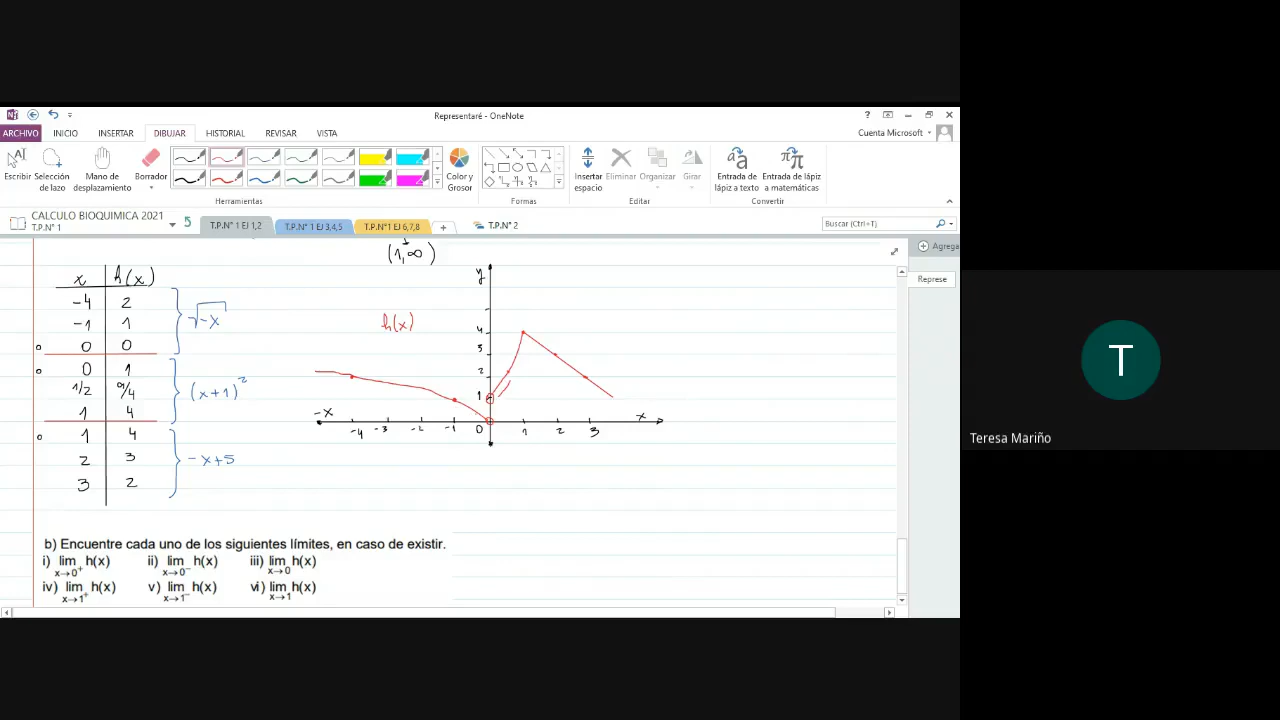 Representaré - OneNote
?
ARCHIVO INICIO INSERTAR DIBUJAR HISTORIAL REVISAR VISTA
Cuenta Microsoft
Escribir
Selección de lazo
Mano de desplazamiento
Borrador
Color y Grosor
Insertar espacio
Eliminar
Organizar
Girar
Entrada de lápiz a texto
Entrada de lápiz a matemáticas
Herramientas
Formas
Editar
Convertir
CALCULO BIOQUIMICA 2021
T.P.N° 1
T.P.N° 1 EJ 1,2
T.P.N° 1 EJ 3,4,5
T.P.N°1 EJ 6,7,8
+
T.P.N° 2
Buscar (Ctrl+T)
Agrega
Represe
(1,∞)
x h(x)
-4 2
-1 1
0 0
√-x
0 1
1/2 9/4
1 4
(x+1)²
1 4
2 3
3 2
-x+5
h(x)
y
4
3
2
1
-x
x
-4 -3 -2 -1 0 1 2 3
b) Encuentre cada uno de los siguientes límites, en caso de existir.
i) lim h(x) ii) lim h(x) iii) lim h(x)
x→0⁺ x→0⁻ x→0
iv) lim h(x) v) lim h(x) vi) lim h(x)
x→1⁺ x→1⁻ x→1
T
Teresa Mariño